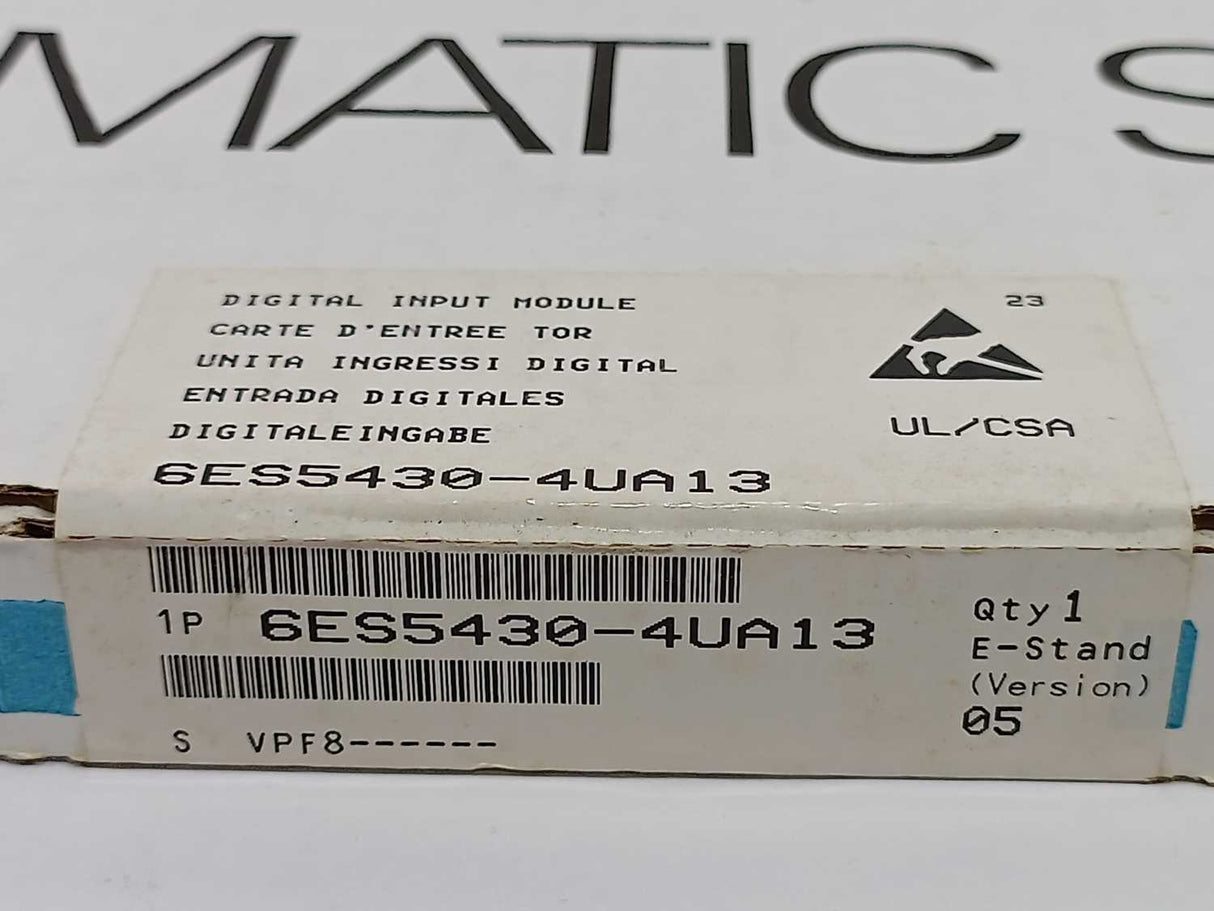 MATIC S
DIGITAL INPUT MODULE
23
CARTE D'ENTREE TOR
UNITA INGRESSI DIGITAL
ENTRADA DIGITALES
DIGITALEINGABE
UL/CSA
6ES5430-4UA13
1P 6ES5430-4UA13
Qty 1
E-Stand
(Version)
05
S VPF8------